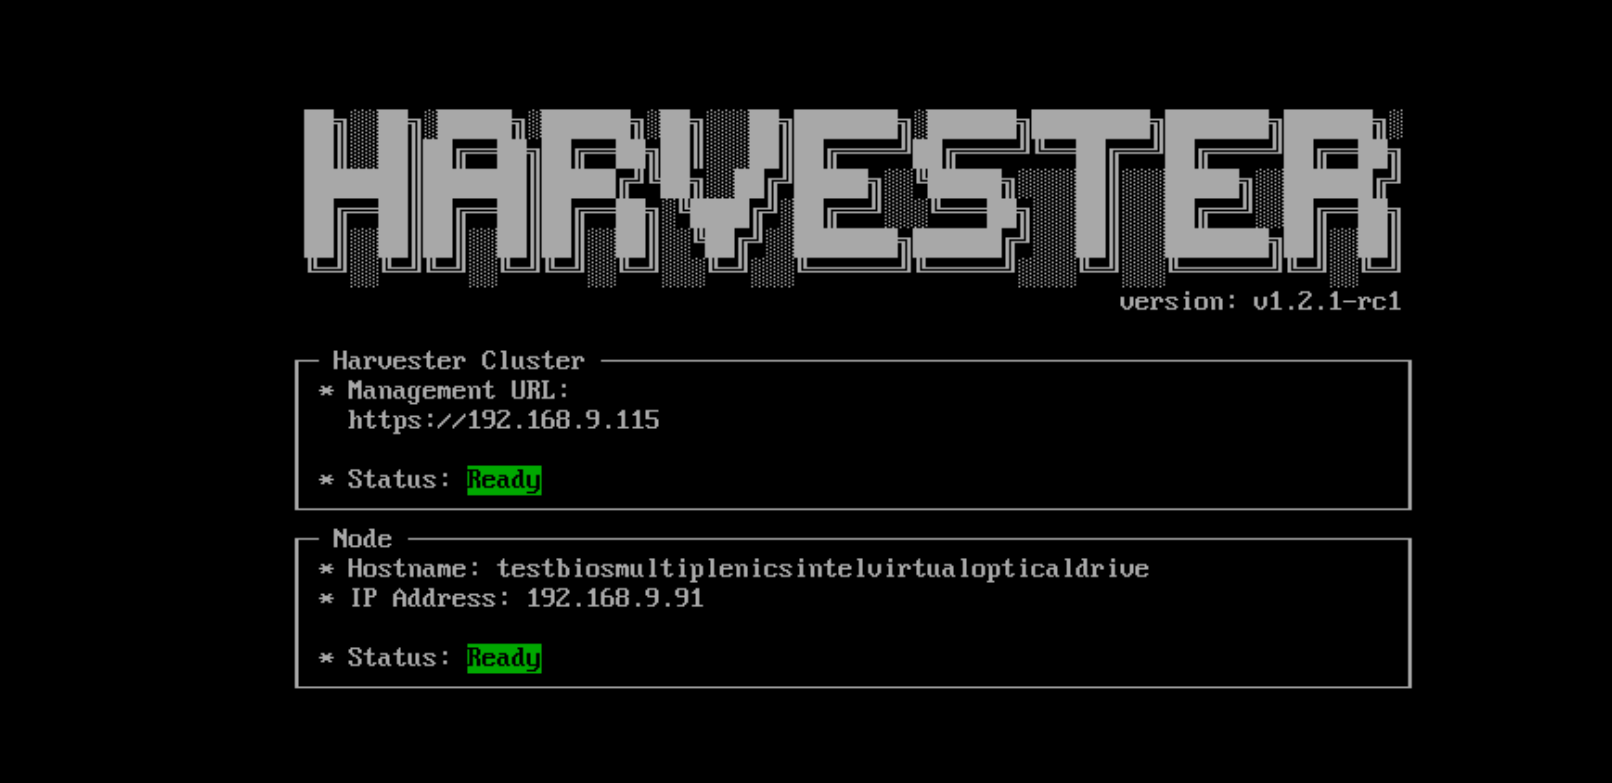 HARVESTER
version: v1.2.1-rc1
Harvester Cluster
* Management URL:
https://192.168.9.115
* Status: Ready
Node
* Hostname: testbiosmultiplenicsintelvirtualopticaldrive
* IP Address: 192.168.9.91
* Status: Ready